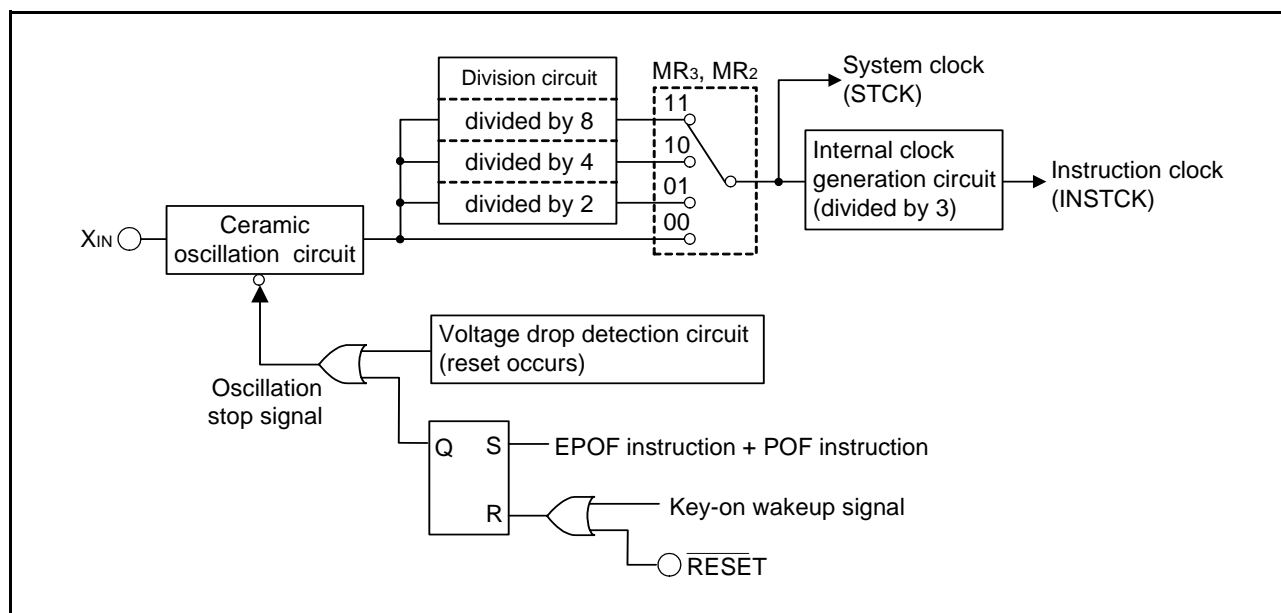 Division circuit
divided by 8
divided by 4
divided by 2
MR3, MR2
11
10
01
00
System clock
(STCK)
Internal clock
generation circuit
(divided by 3)
Instruction clock
(INSTCK)
XIN
Ceramic
oscillation circuit
Voltage drop detection circuit
(reset occurs)
Oscillation
stop signal
Q
S
R
EPOF instruction + POF instruction
Key-on wakeup signal
RESET